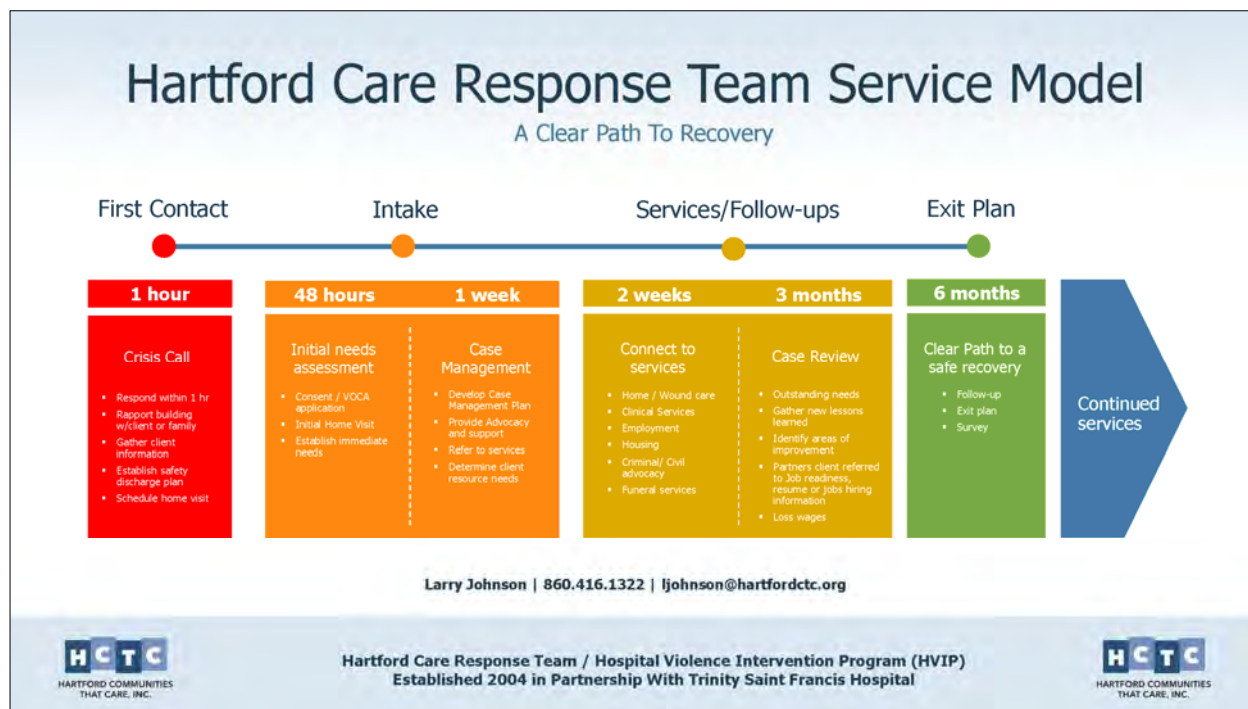 Hartford Care Response Team Service Model
A Clear Path To Recovery
First Contact
Intake
Services/Follow-ups
Exit Plan
1 hour
Crisis Call
▪ Respond within 1 hr
▪ Rapport building
w/client or family
▪ Gather client
information
▪ Establish safety
discharge plan
▪ Schedule home visit
48 hours
Initial needs
assessment
▪ Consent / VOCA
application
▪ Initial Home Visit
▪ Establish immediate
needs
1 week
Case
Management
▪ Develop Case
Management Plan
▪ Provide Advocacy
and support
▪ Refer to services
▪ Determine client
resource needs
2 weeks
Connect to
services
▪ Home / Wound care
▪ Clinical Services
▪ Employment
▪ Housing
▪ Criminal/ Civil
advocacy
▪ Funeral services
3 months
Case Review
▪ Outstanding needs
▪ Gather new lessons
learned
▪ Identify areas of
improvement
▪ Partners client referred
to Job readiness,
resume or jobs hiring
information
▪ Loss wages
6 months
Clear Path to a
safe recovery
▪ Follow-up
▪ Exit plan
▪ Survey
Continued
services
Larry Johnson | 860.416.1322 | ljohnson@hartfordctc.org
HCTC
HARTFORD COMMUNITIES
THAT CARE, INC.
Hartford Care Response Team / Hospital Violence Intervention Program (HVIP)
Established 2004 in Partnership With Trinity Saint Francis Hospital
HCTC
HARTFORD COMMUNITIES
THAT CARE, INC.